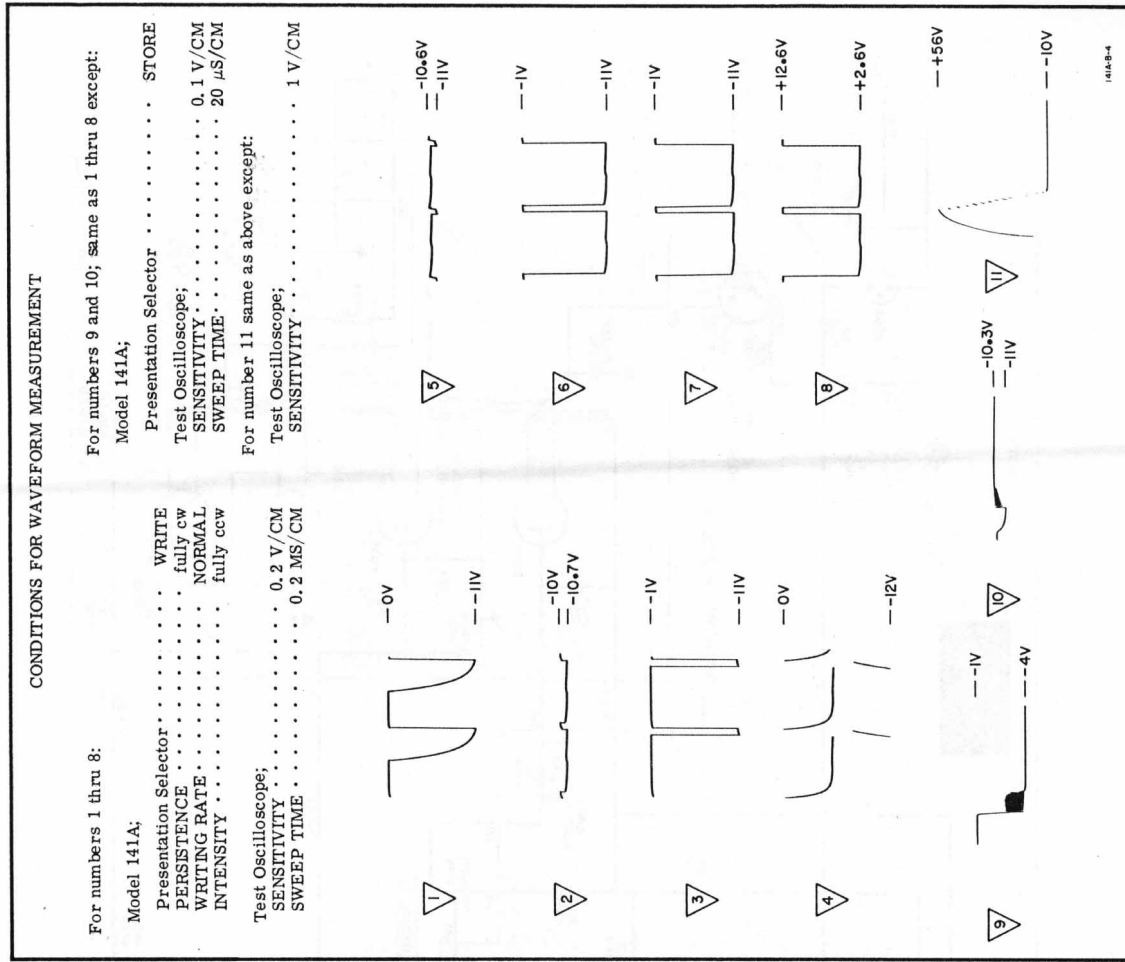 CONDITIONS FOR WAVEFORM MEASUREMENT
For numbers 1 thru 8:
Model 141A;
Presentation Selector . . . . . . . . WRITE
PERSISTENCE . . . . . . . . . . . fully cw
WRITING RATE . . . . . . . . . . NORMAL
INTENSITY . . . . . . . . . . . . fully ccw
Test Oscilloscope;
SENSITIVITY . . . . . . . . . . . 0.2 V/CM
SWEEP TIME . . . . . . . . . . . 0.2 MS/CM
For numbers 9 and 10; same as 1 thru 8 except:
Model 141A;
Presentation Selector . . . . . . . . STORE
Test Oscilloscope;
SENSITIVITY . . . . . . . . . . . 0.1 V/CM
SWEEP TIME . . . . . . . . . . . 20 μS/CM
For number 11 same as above except:
Test Oscilloscope;
SENSITIVITY . . . . . . . . . . . 1 V/CM
1
0V
-11V
2
-10V
-10.7V
3
-1V
-11V
4
0V
-12V
5
-10.6V
-11V
6
-1V
-11V
7
-1V
-11V
8
+12.6V
+2.6V
9
-1V
-4V
10
-10.3V
-11V
11
+56V
-10V
141A-B-4